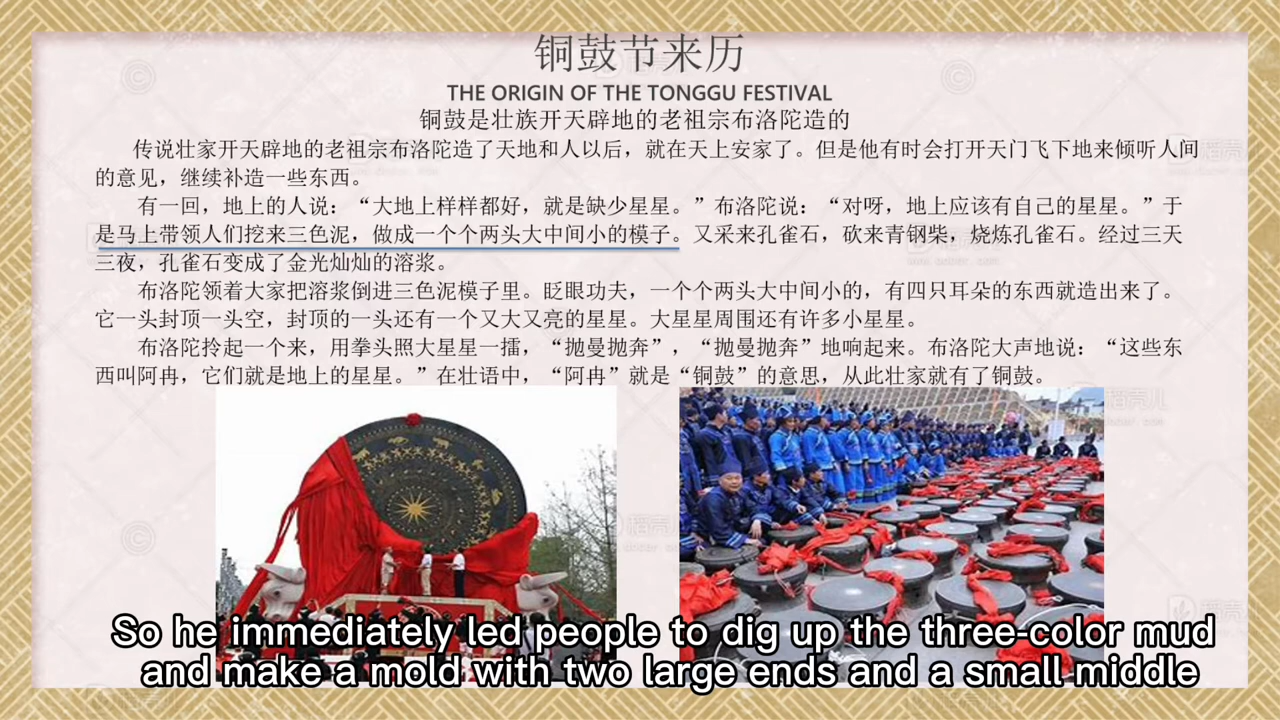 铜鼓节来历
THE ORIGIN OF THE TONGGU FESTIVAL
铜鼓是壮族开天辟地的老祖宗布洛陀造的
传说壮家开天辟地的老祖宗布洛陀造了天地和人以后，就在天上安家了。但是他有时会打开天门飞下地来倾听人间
的意见，继续补造一些东西。
有一回，地上的人说：“大地上样样都好，就是缺少星星。”布洛陀说：“对呀，地上应该有自己的星星。”于
是马上带领人们挖来三色泥，做成一个个两头大中间小的模子。又采来孔雀石，砍来青钢柴，烧炼孔雀石。经过三天
三夜，孔雀石变成了金光灿灿的溶浆。
布洛陀领着大家把溶浆倒进三色泥模子里。眨眼功夫，一个个两头大中间小的，有四只耳朵的东西就造出来了。
它一头封顶一头空，封顶的一头还有一个又大又亮的星星。大星星周围还有许多小星星。
布洛陀拎起一个来，用拳头照大星星一擂，“抛曼抛奔”，“抛曼抛奔”地响起来。布洛陀大声地说：“这些东
西叫阿冉，它们就是地上的星星。”在壮语中，“阿冉”就是“铜鼓”的意思，从此壮家就有了铜鼓。
So he immediately led people to dig up the three-color mud
and make a mold with two large ends and a small middle